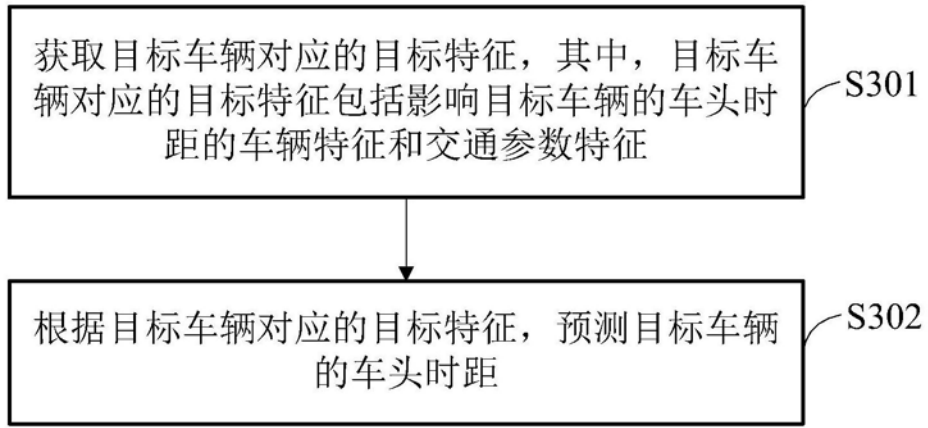 获取目标车辆对应的目标特征，其中，目标车
辆对应的目标特征包括影响目标车辆的车头时
距的车辆特征和交通参数特征
S301
根据目标车辆对应的目标特征，预测目标车辆
的车头时距
S302